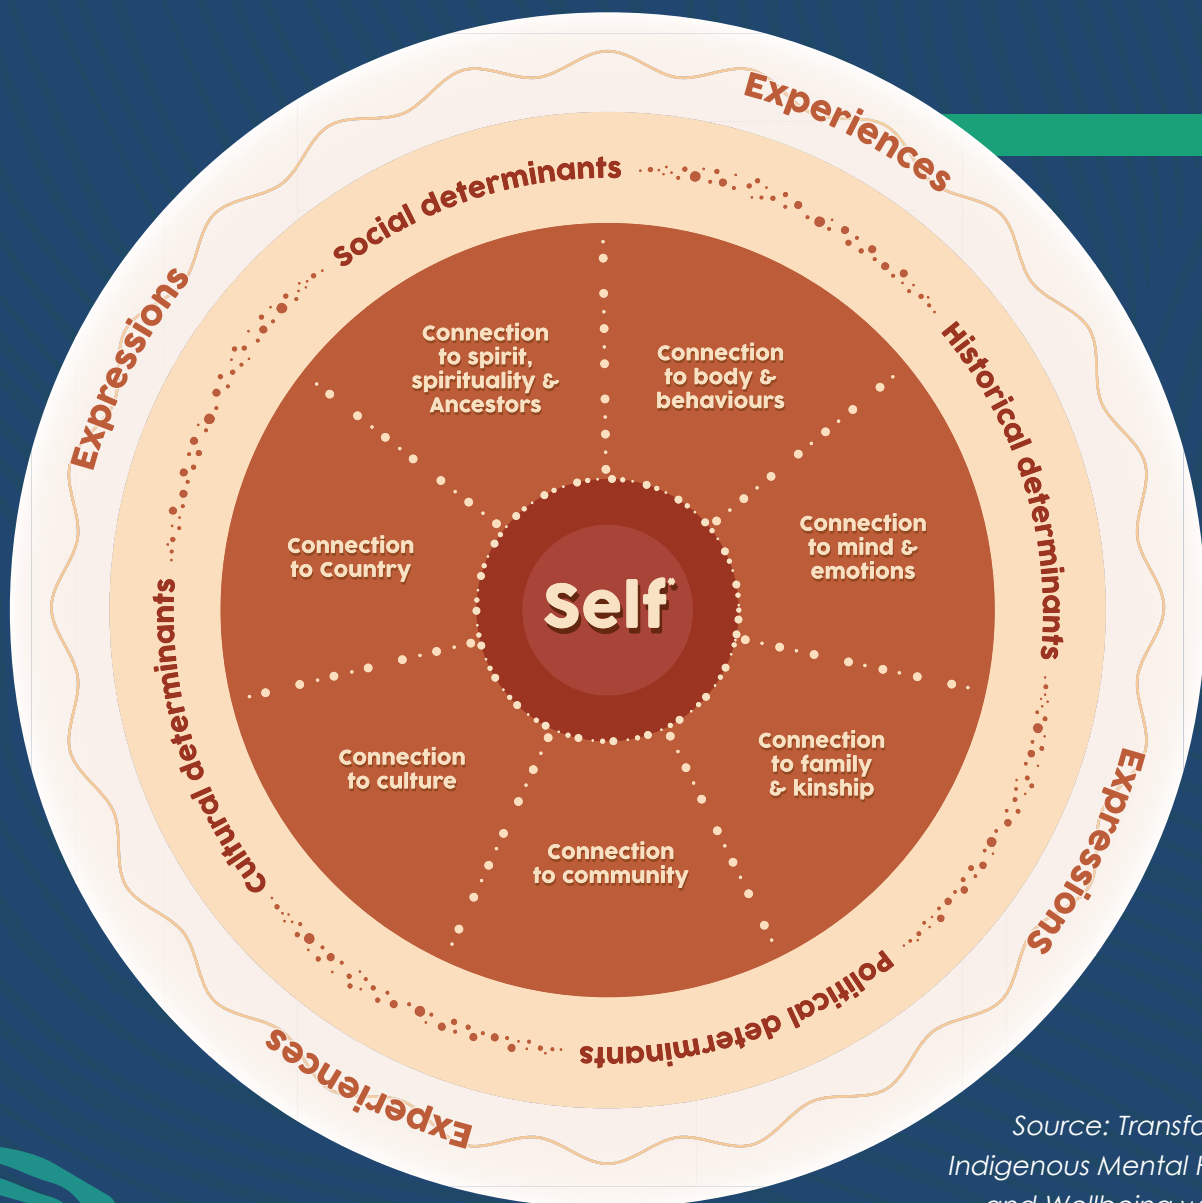 Experiences
Expressions
social determinants
Historical determinants
Connection
to spirit,
spirituality &
Ancestors
Connection
to body &
behaviours
Connection
to Country
Connection
to mind &
emotions
Self*
Connection
to culture
Connection
to family
& kinship
Connection
to community
Cultural determinants
Political determinants
Expressions
Experiences
Source:
Indigenous Mental
and Wellbeing